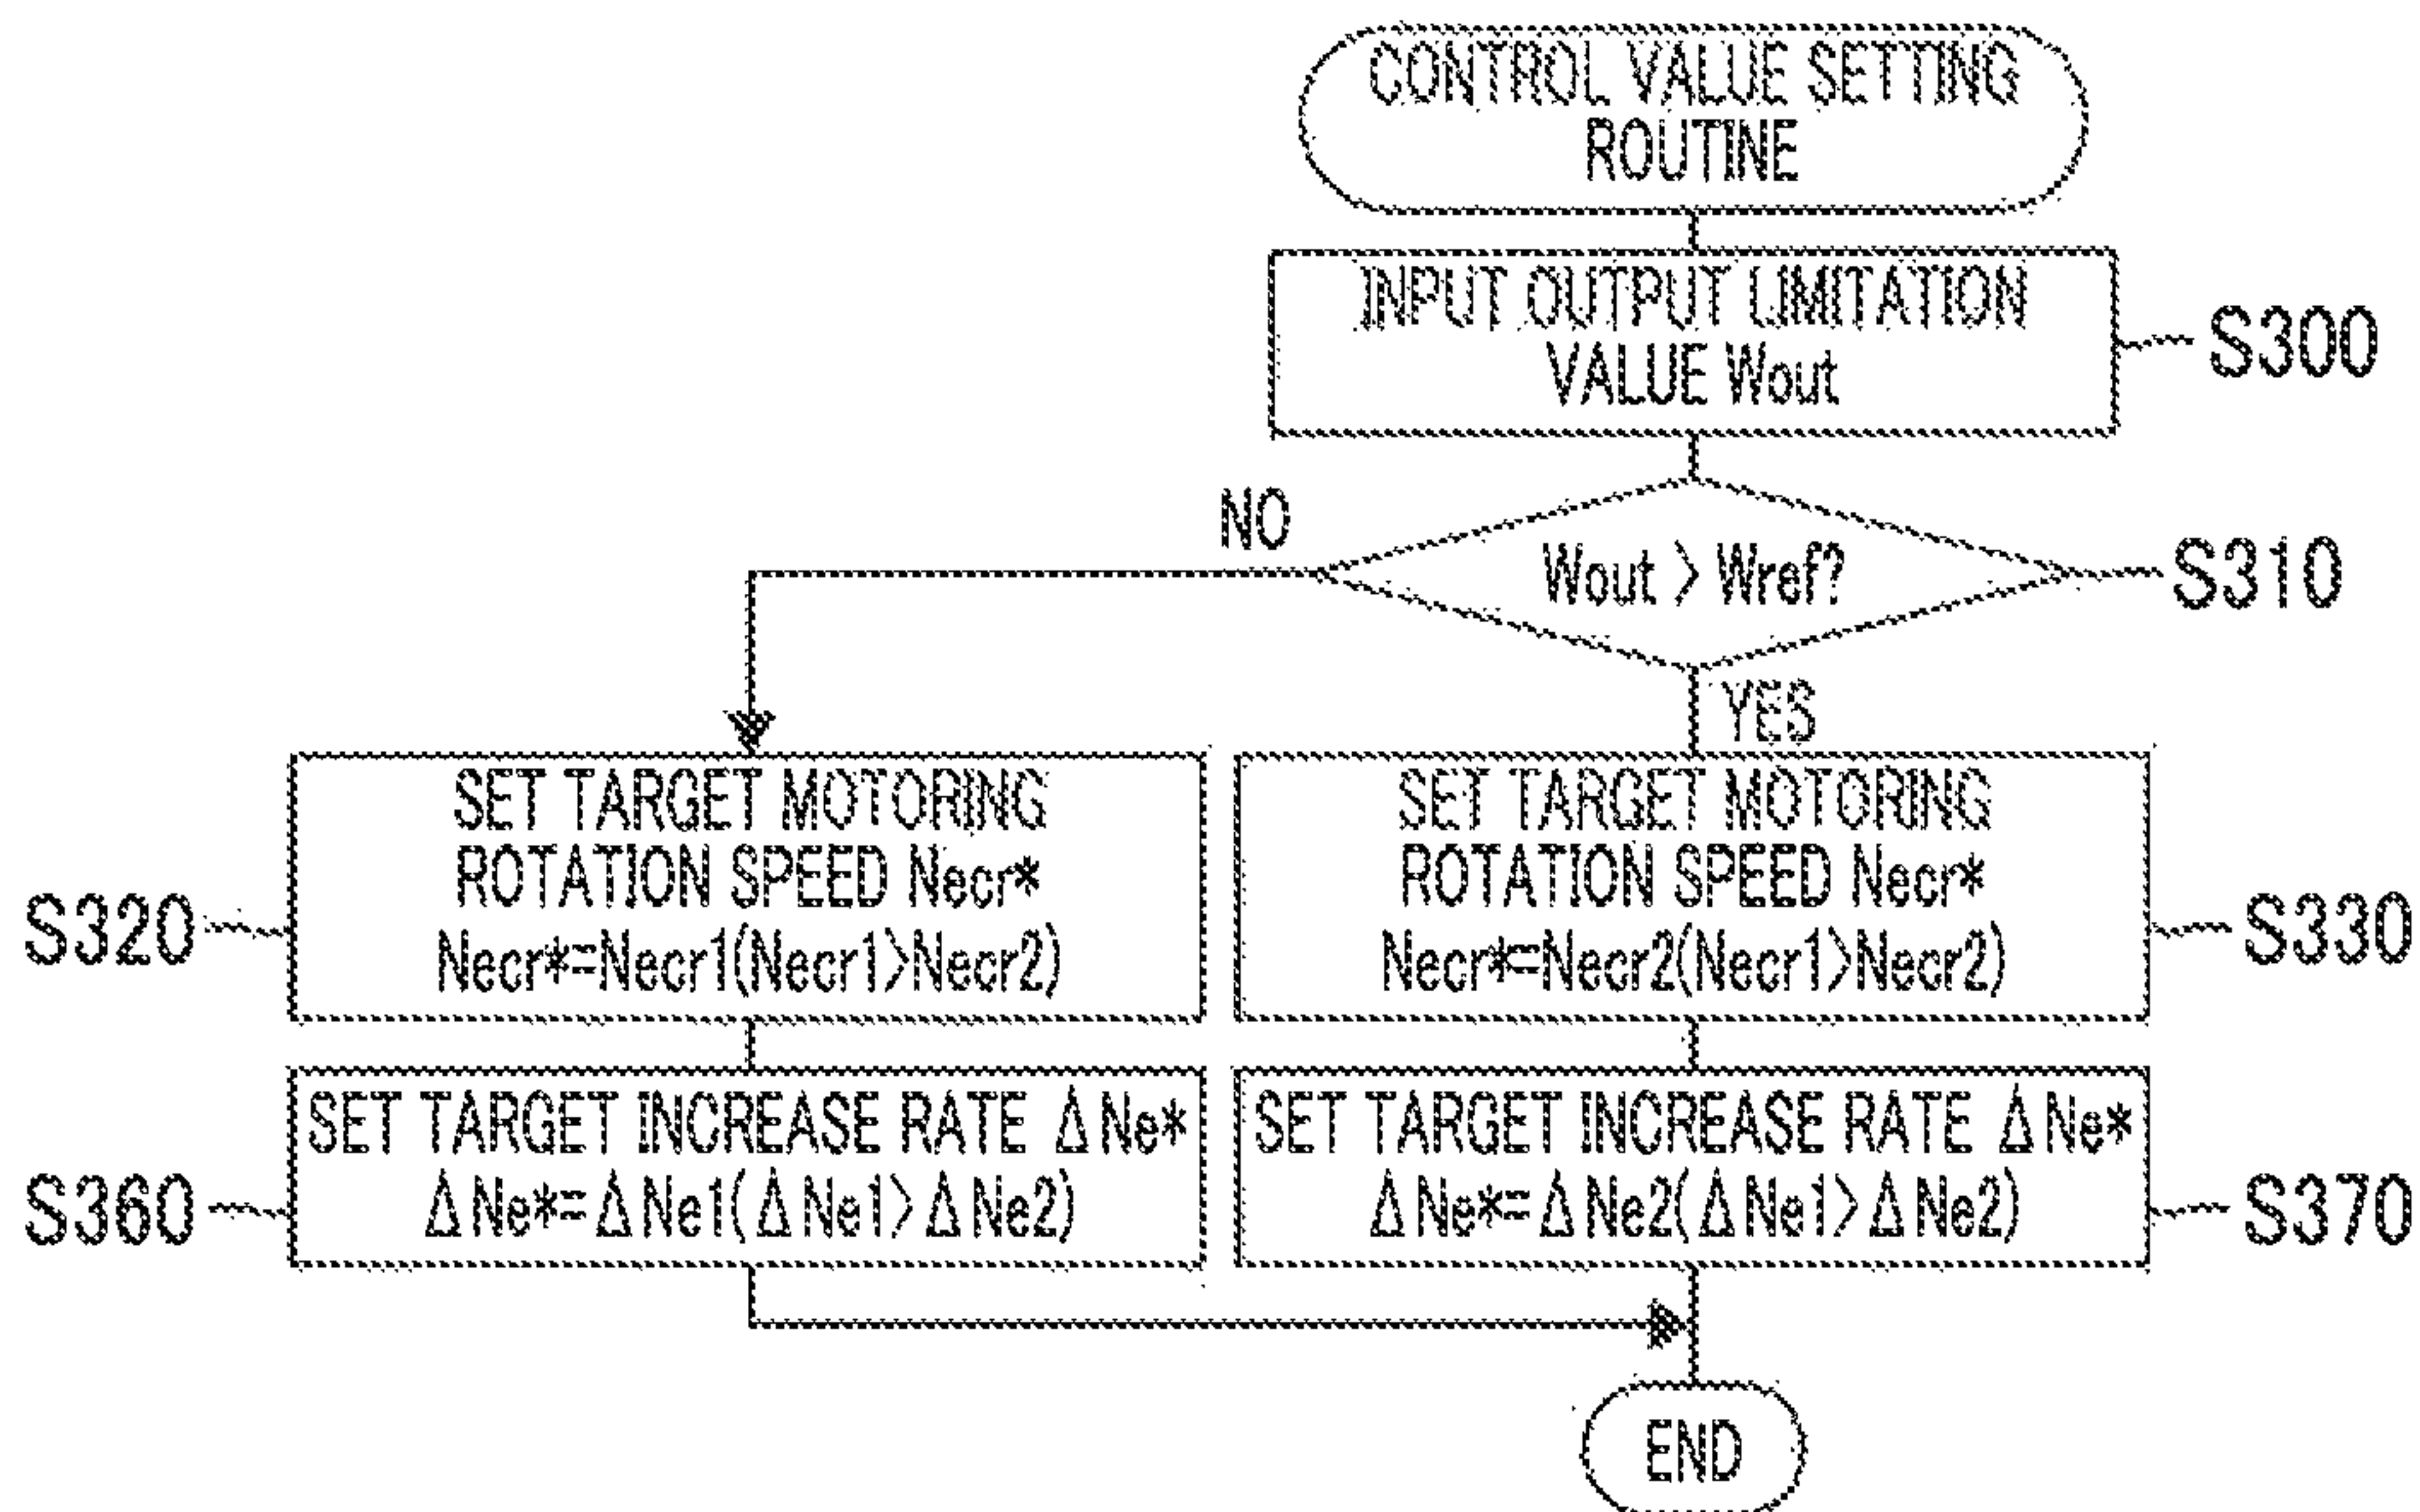 CONTROL VALUE SETTING
ROUTINE
INPUT OUTPUT LIMITATION
VALUE Wout
S300
NO
Wout > Wref?
S310
YES
SET TARGET MOTORING
ROTATION SPEED Necr*
Necr*=Necr1(Necr1>Necr2)
S320
SET TARGET MOTORING
ROTATION SPEED Necr*
Necr*=Necr2(Necr1>Necr2)
S330
SET TARGET INCREASE RATE ΔNe*
ΔNe*=ΔNe1(ΔNe1>ΔNe2)
S360
SET TARGET INCREASE RATE ΔNe*
ΔNe*=ΔNe2(ΔNe1>ΔNe2)
S370
END